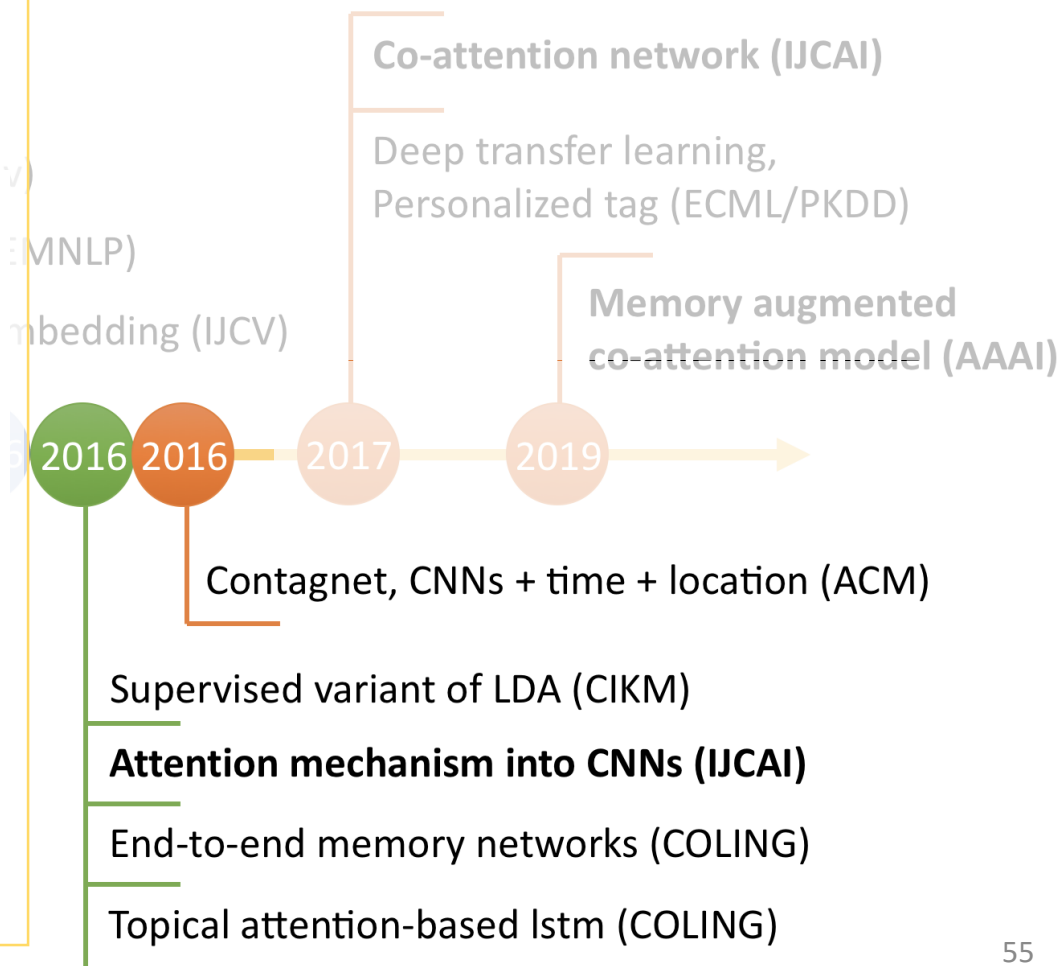 Co-attention network (IJCAI)
Deep transfer learning,
Personalized tag (ECML/PKDD)
(IJCV)
Memory augmented
co-attention model (AAAI)
2016 2016 2017 2019
Contagnet, CNNs + time + location (ACM)
Supervised variant of LDA (CIKM)
Attention mechanism into CNNs (IJCAI)
End-to-end memory networks (COLING)
Topical attention-based lstm (COLING)
55